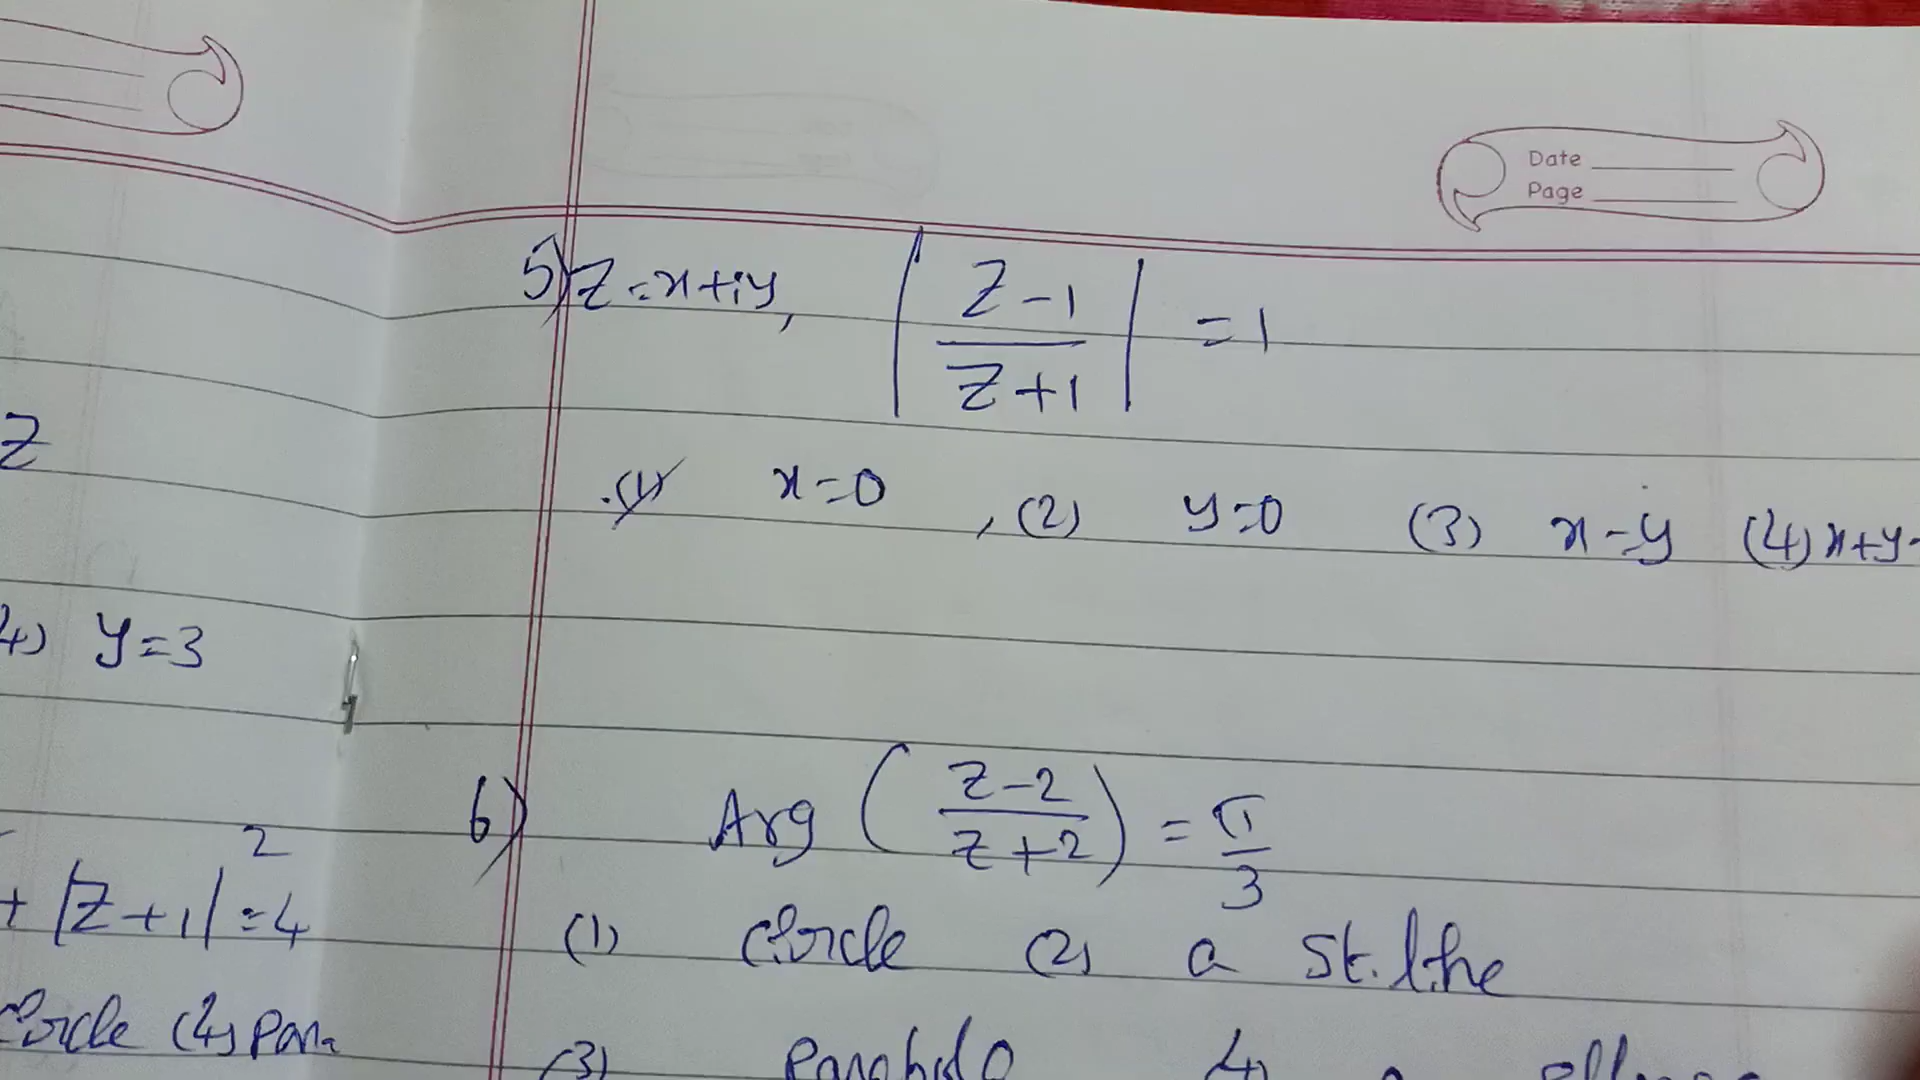 Date
Page
5) Z=x+iy, | Z-1 / Z+1 | = 1
(1) x=0, (2) y=0 (3) x=y (4) x+y
Z
4) y=3
6) Arg ( Z-2 / Z+2 ) = π/3
+ |Z+1|² = 4
(1) Circle (2) a St. line
Circle (4) Para
(3) Parabola 4) a ellipse